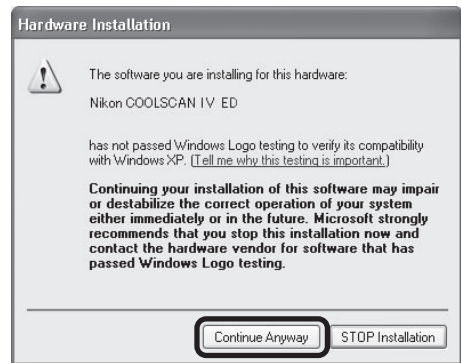 Hardware Installation
The software you are installing for this hardware:
Nikon COOLSCAN IV ED
has not passed Windows Logo testing to verify its compatibility
with Windows XP. (Tell me why this testing is important.)
Continuing your installation of this software may impair
or destabilize the correct operation of your system
either immediately or in the future. Microsoft strongly
recommends that you stop this installation now and
contact the hardware vendor for software that has
passed Windows Logo testing.
Continue Anyway STOP Installation